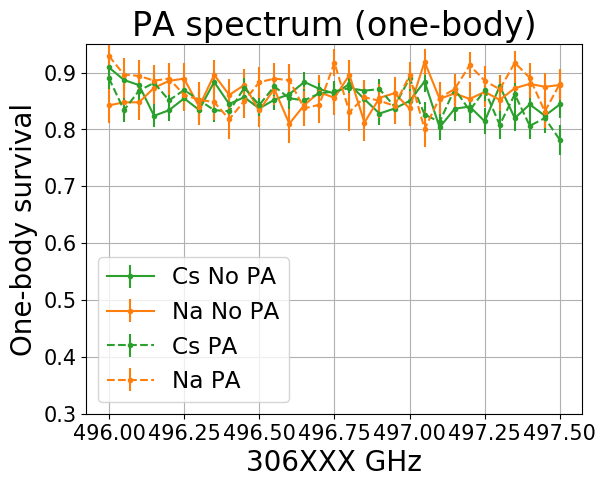 PA spectrum (one-body)
One-body survival
0.9
0.8
0.7
0.6
0.5
0.4
0.3
Cs No PA
Na No PA
Cs PA
Na PA
496.00 496.25 496.50 496.75 497.00 497.25 497.50
306XXX GHz